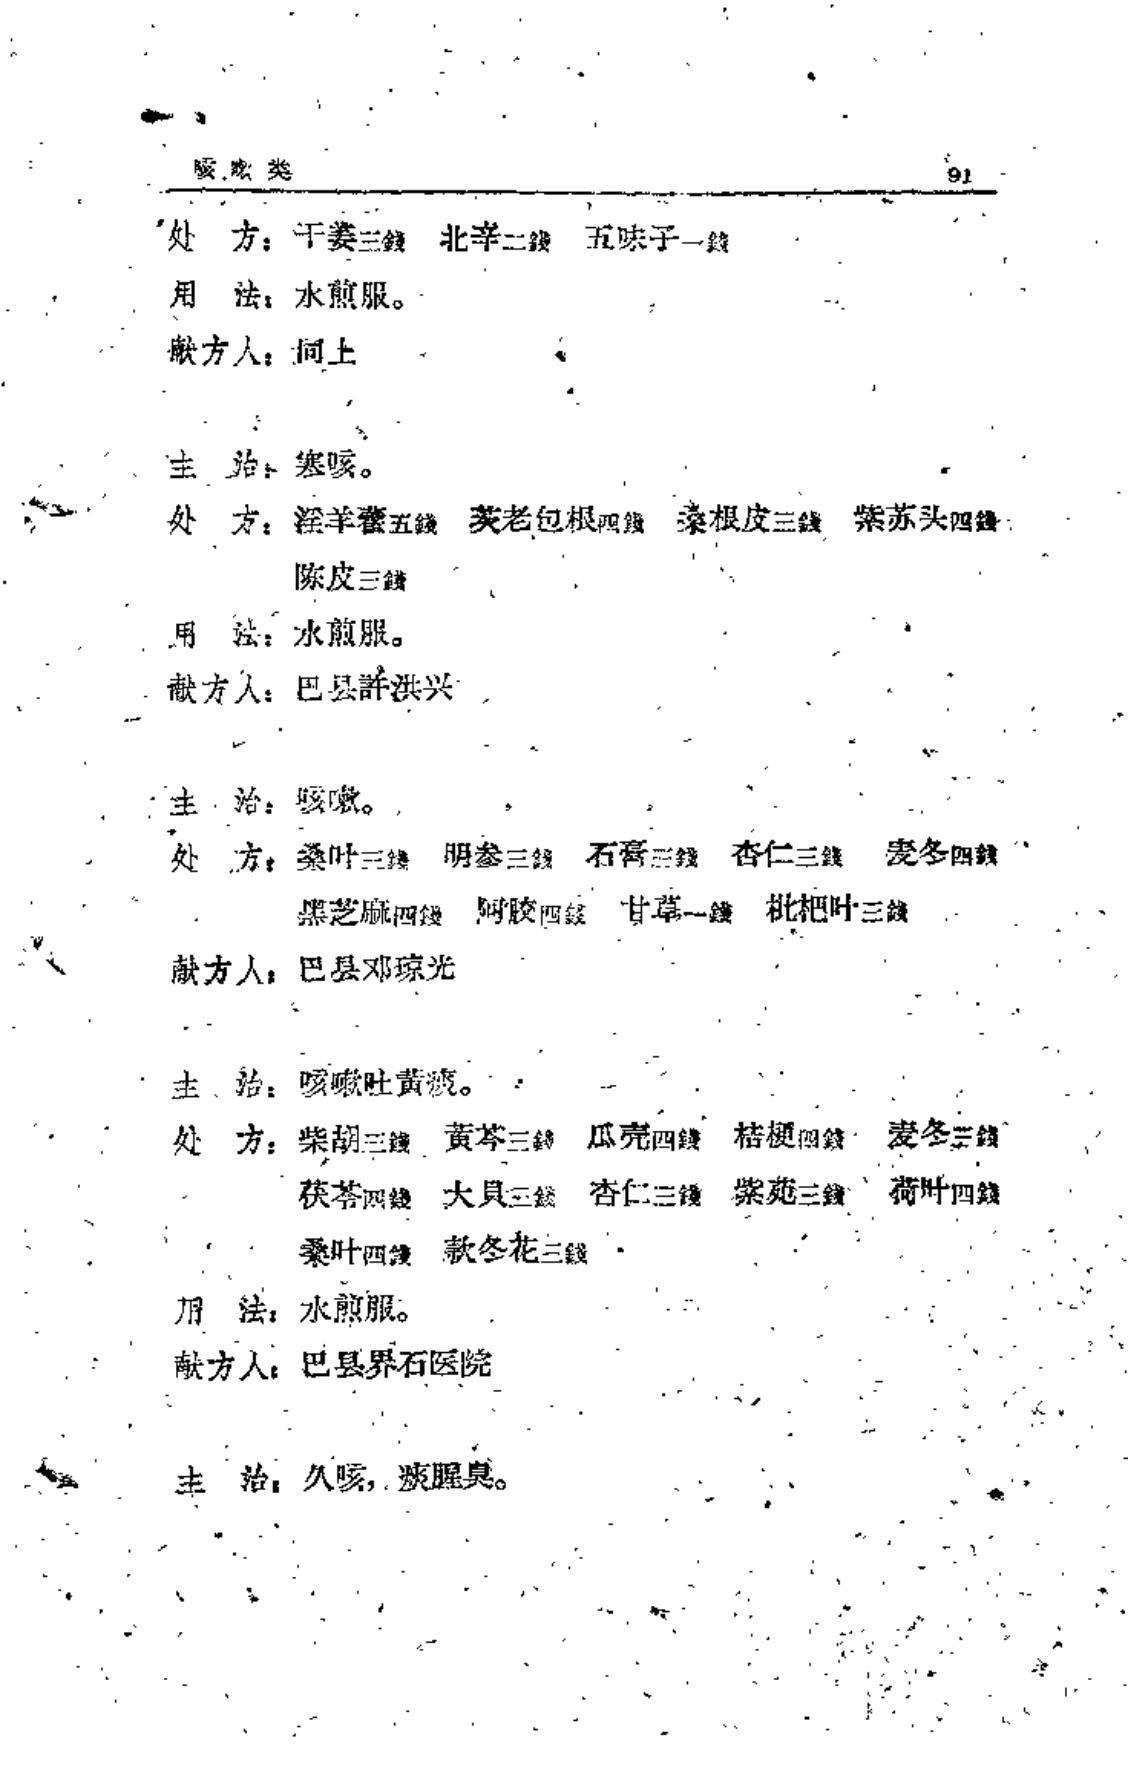 咳嗽类 91
处 方：干姜三錢 北辛二錢 五味子一錢
用 法：水煎服。
献方人：同上
主 治：寒咳。
处 方：淫羊藿五錢 茨老包根四錢 桑根皮三錢 紫苏头四錢
陈皮三錢
用 法：水煎服。
献方人：巴县許洪兴
主 治：咳嗽。
处 方：桑叶三錢 明参三錢 石膏三錢 杏仁三錢 麦冬四錢
黑芝麻四錢 阿胶四錢 甘草一錢 枇杷叶三錢
献方人：巴县邓琼光
主 治：咳嗽吐黄痰。
处 方：柴胡三錢 黄芩三錢 瓜壳四錢 桔梗四錢 麦冬三錢
茯苓四錢 大貝三錢 杏仁三錢 紫菀三錢 荷叶四錢
桑叶四錢 款冬花三錢
用 法：水煎服。
献方人：巴县界石医院
主 治：久咳，痰腥臭。